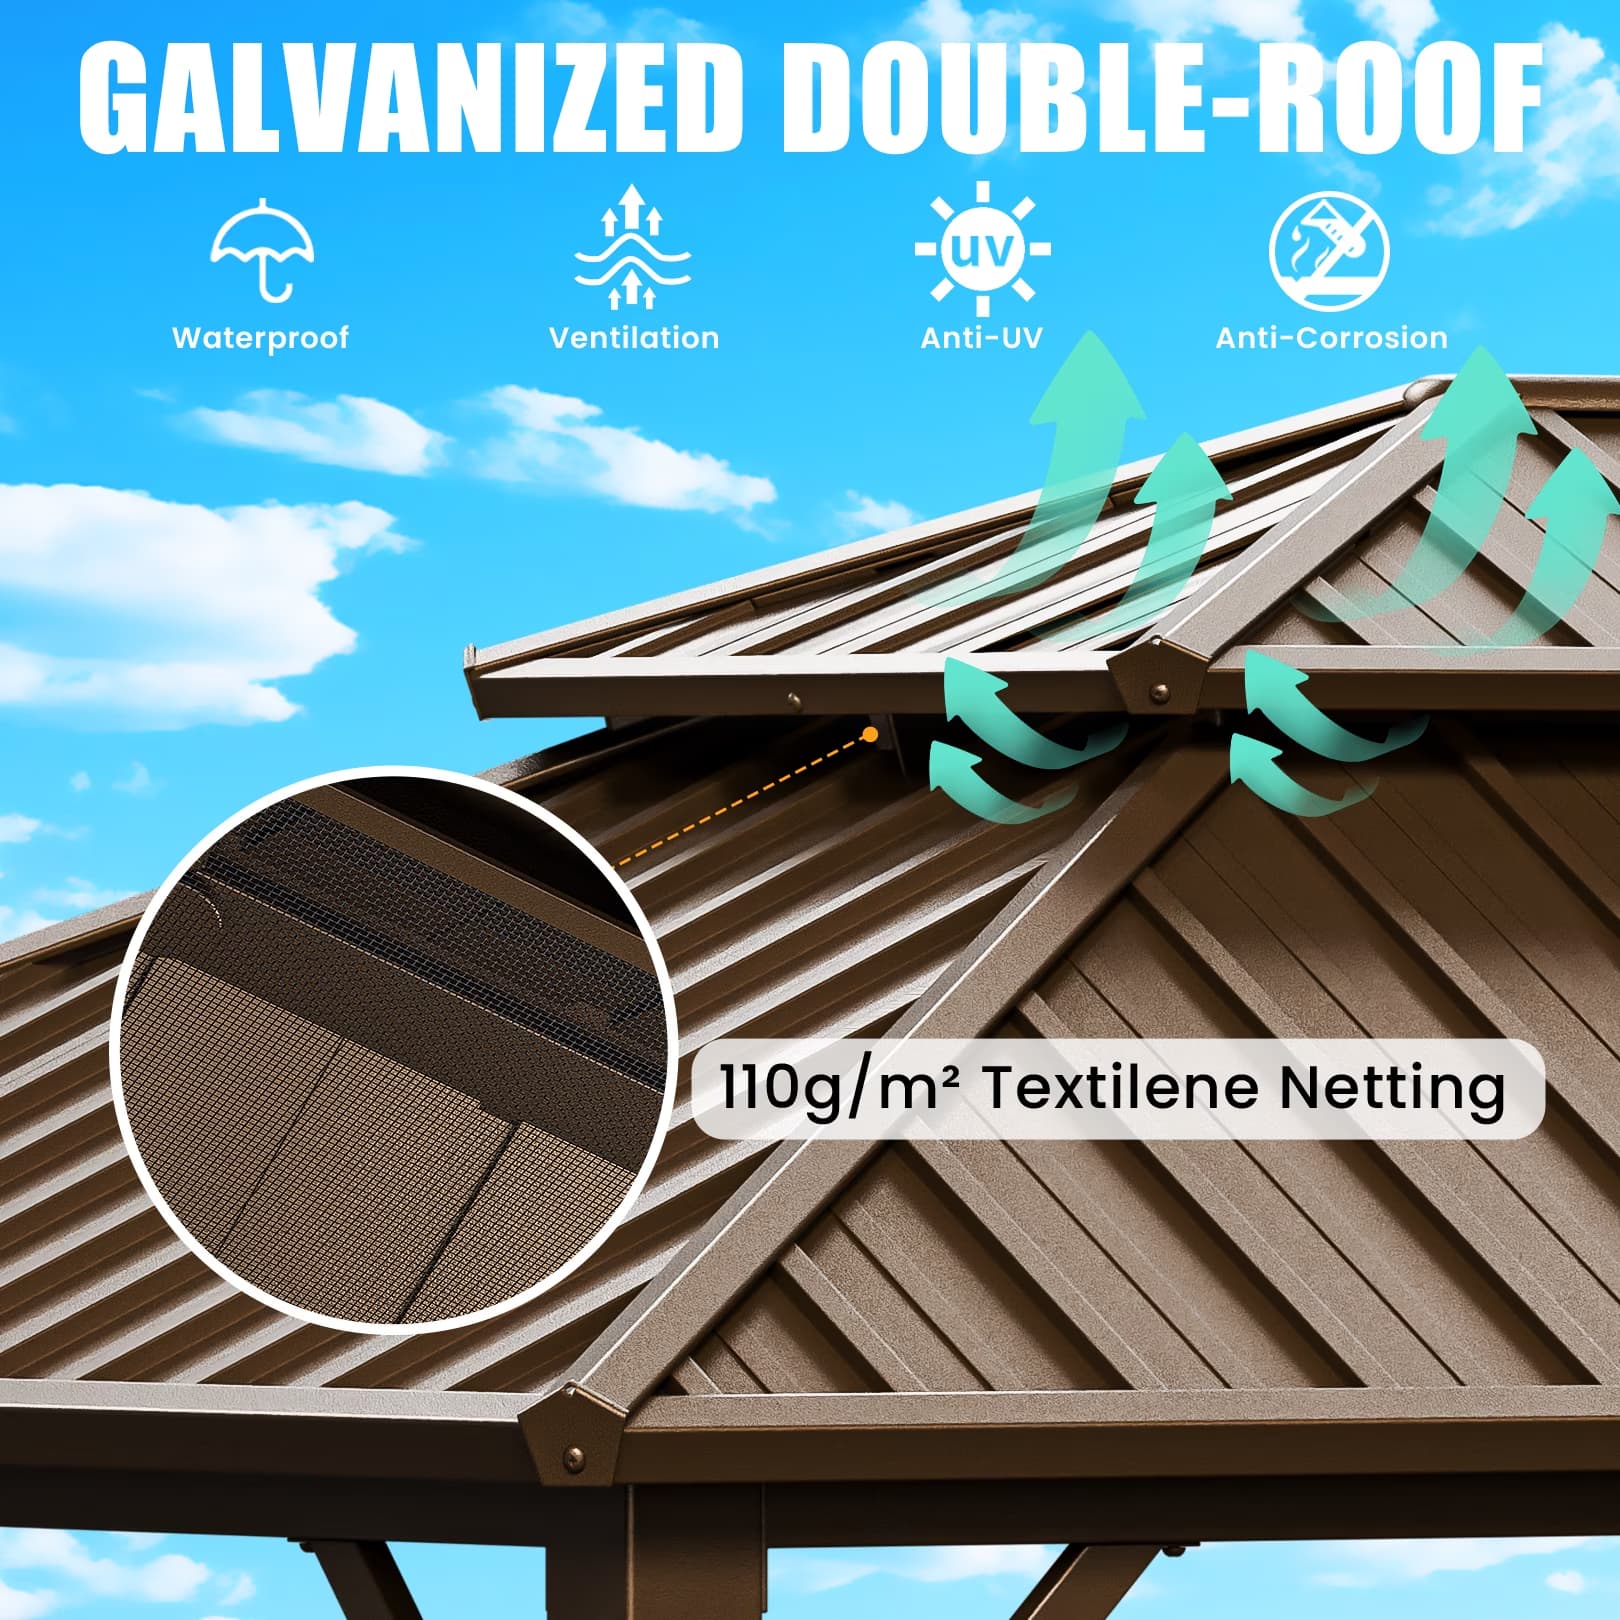 GALVANIZED DOUBLE-ROOF
Waterproof
Ventilation
uv
Anti-UV
Anti-Corrosion
110g/m² Textilene Netting